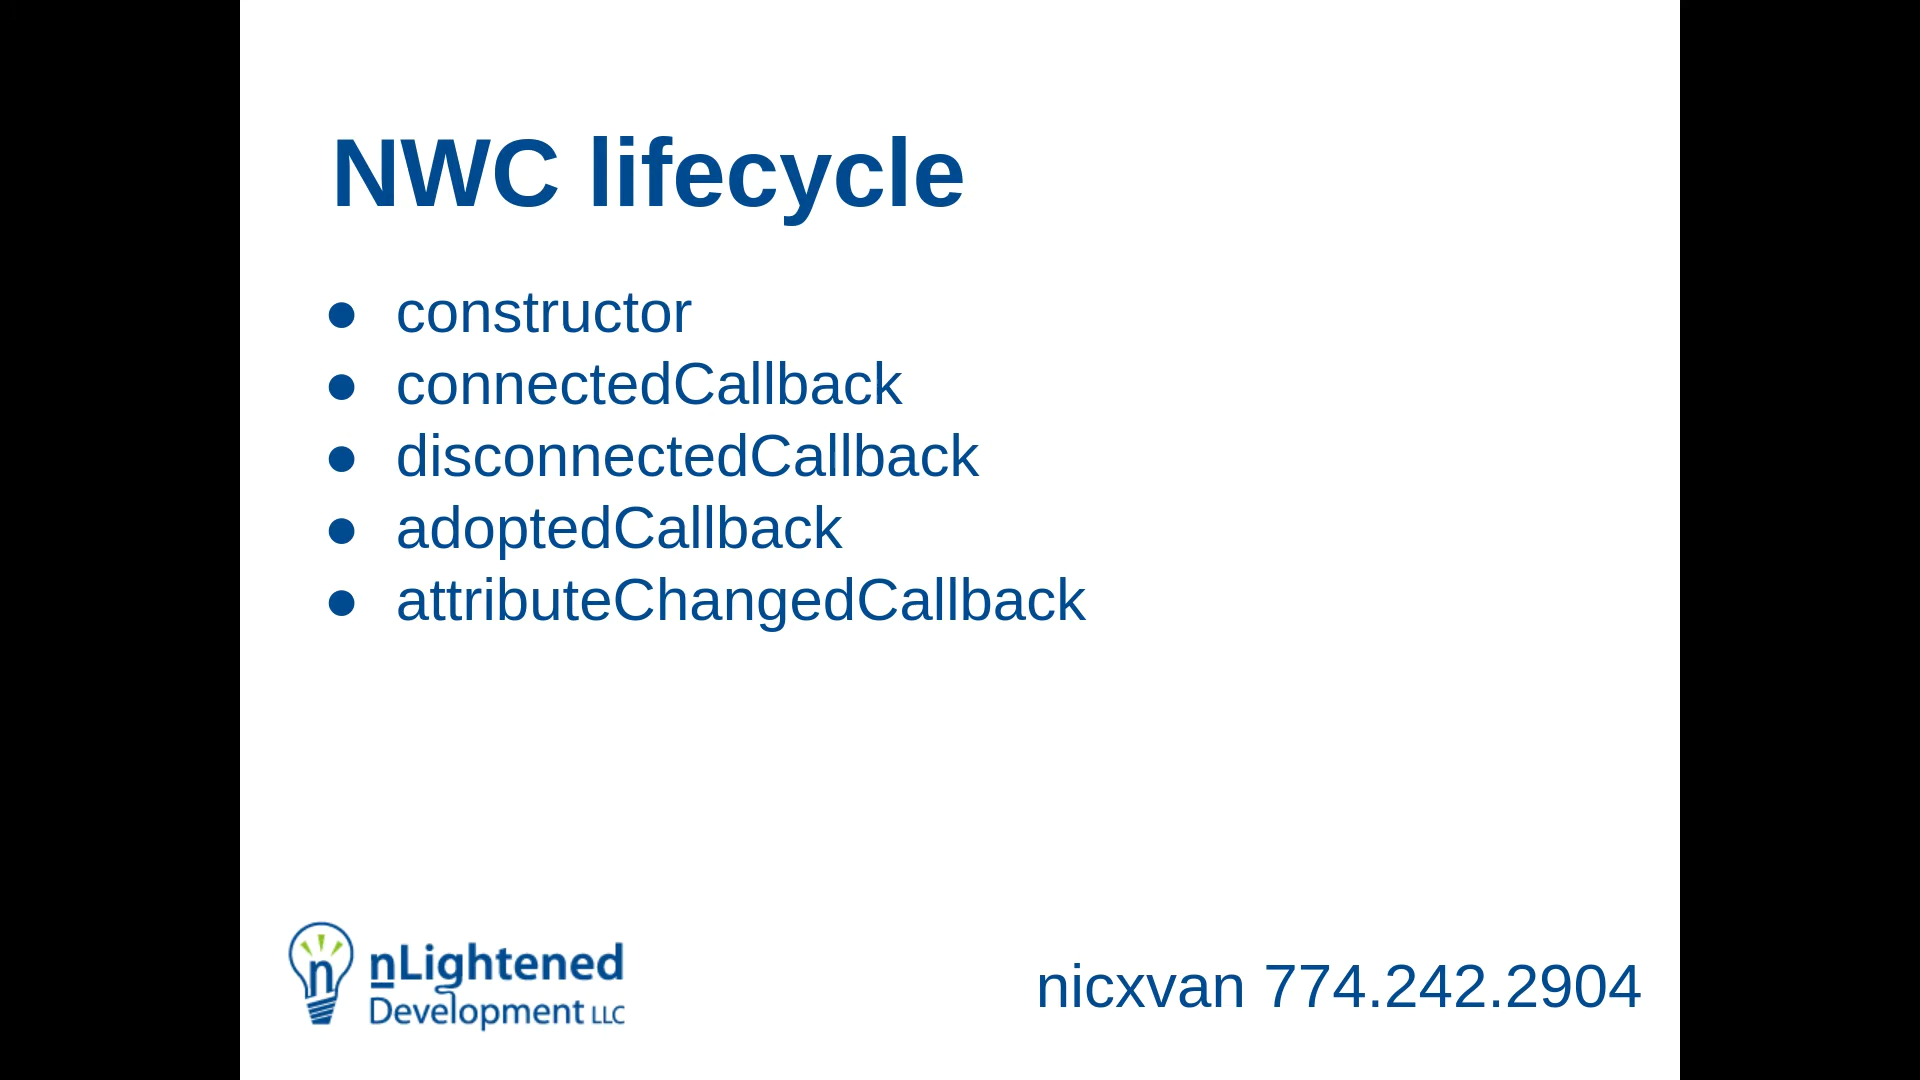 NWC lifecycle
● constructor
● connectedCallback
● disconnectedCallback
● adoptedCallback
● attributeChangedCallback
n
nLightened
Development LLC
nicxvan 774.242.2904